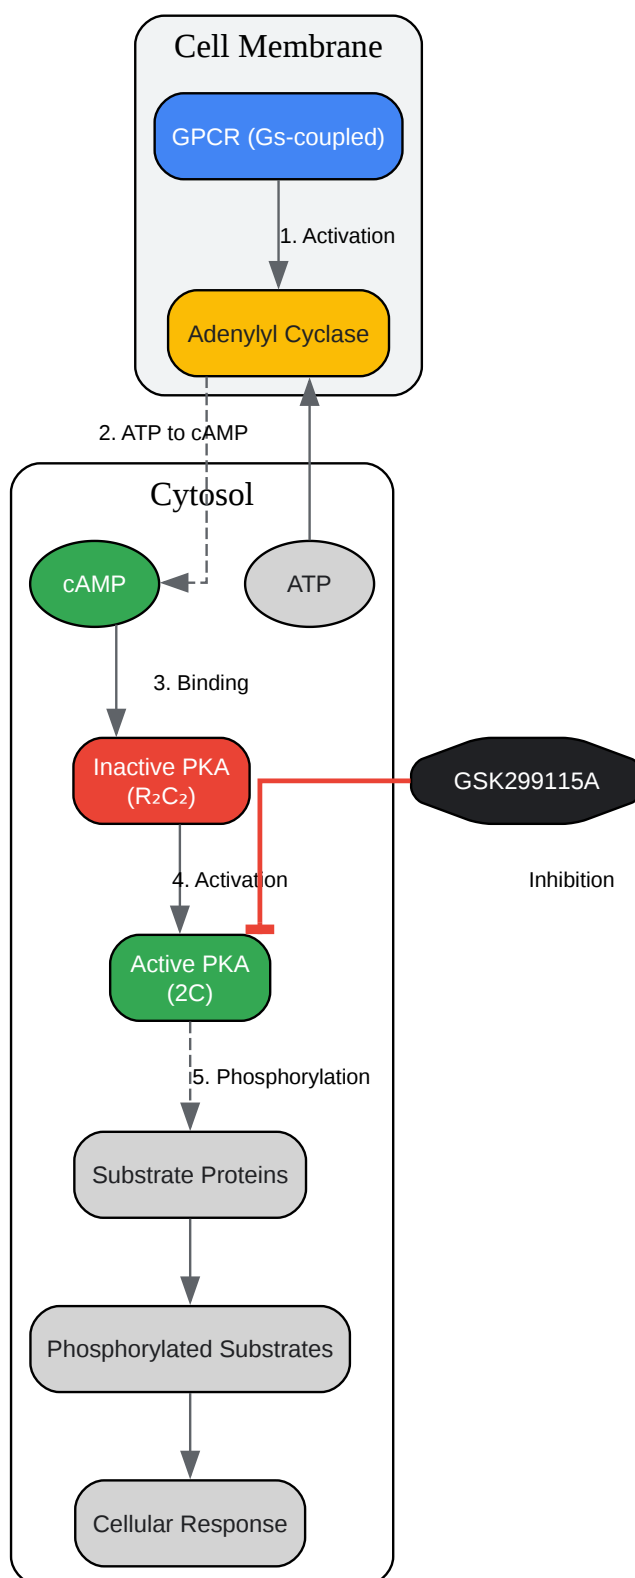 Cell Membrane
GPCR (Gs-coupled)
1. Activation
Adenylyl Cyclase
2. ATP to cAMP
Cytosol
cAMP
ATP
3. Binding
Inactive PKA
(R₂C₂)
GSK299115A
4. Activation
Inhibition
Active PKA
(2C)
5. Phosphorylation
Substrate Proteins
Phosphorylated Substrates
Cellular Response